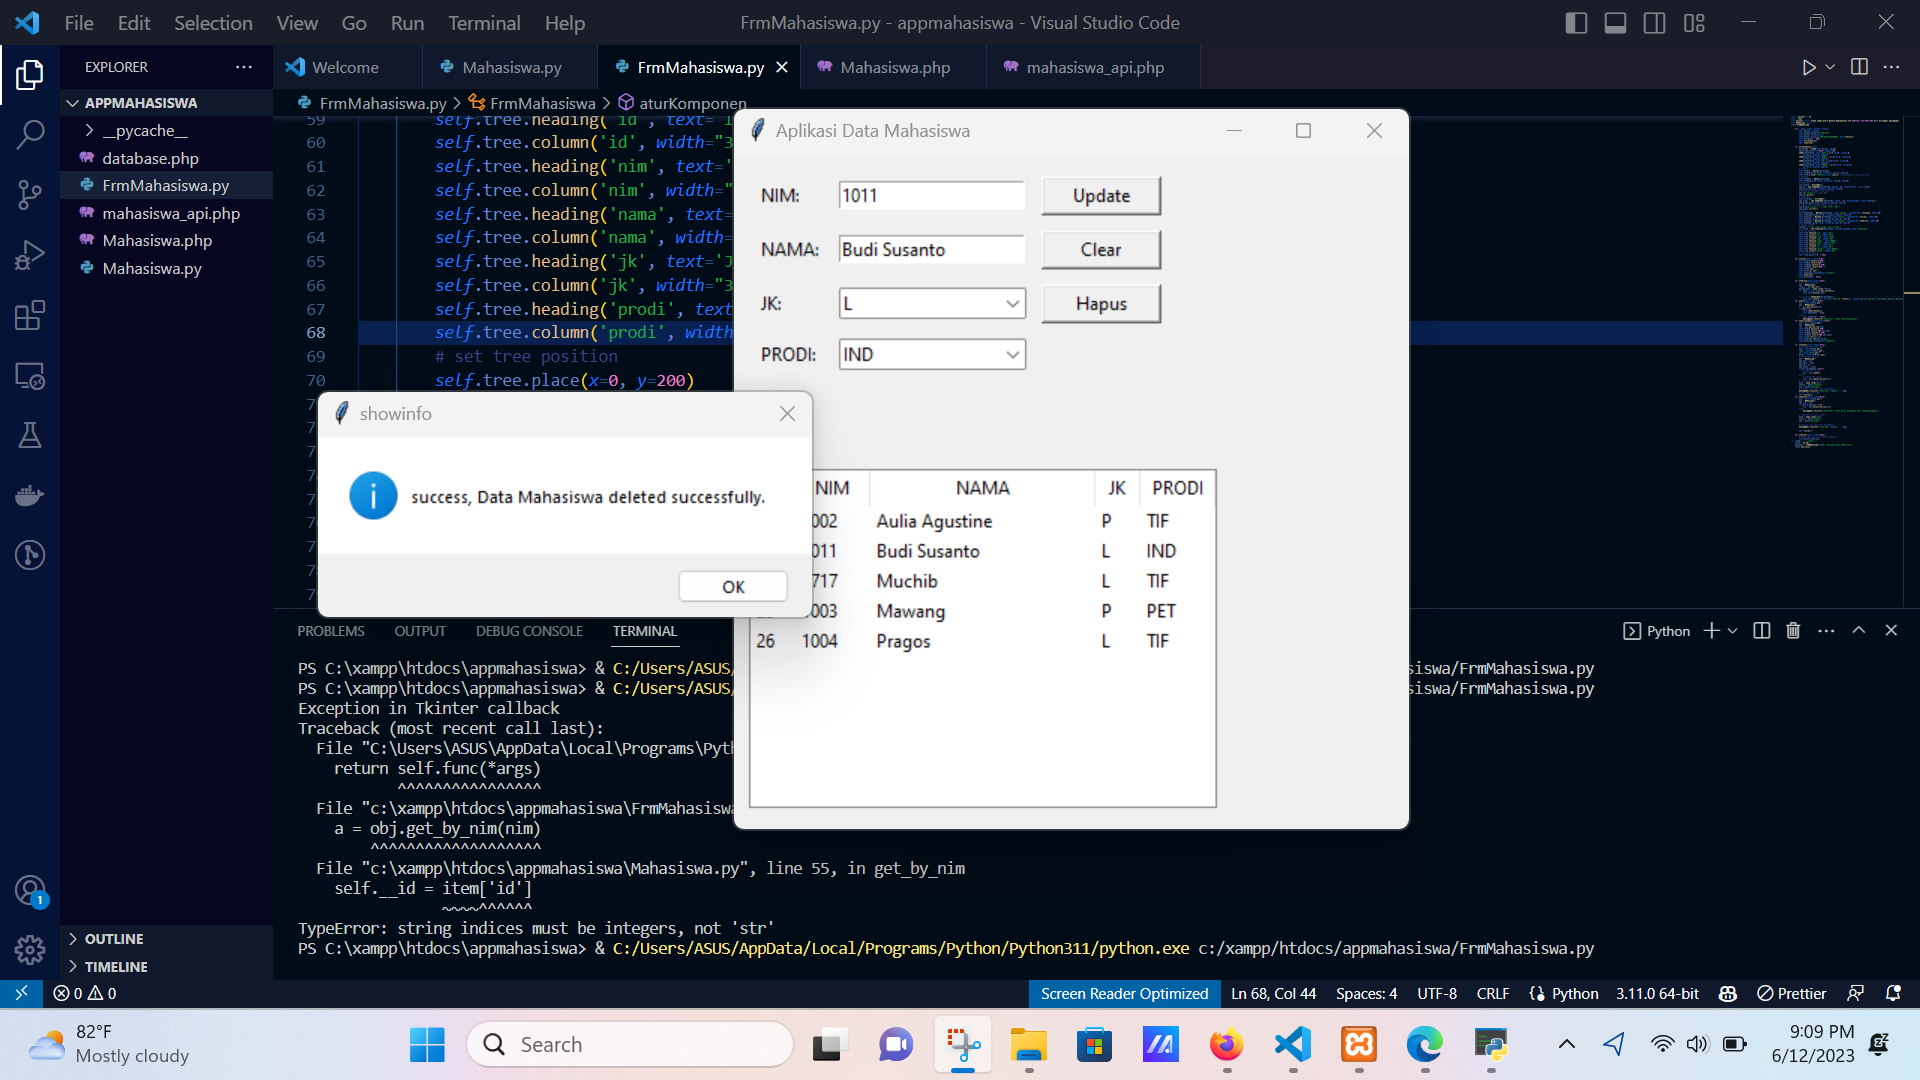 File Edit Selection View Go Run Terminal Help
FrmMahasiswa.py - appmahasiswa - Visual Studio Code
EXPLORER
Welcome
Mahasiswa.py
FrmMahasiswa.py
Mahasiswa.php
mahasiswa_api.php
APPMAHASISWA
__pycache__
database.php
FrmMahasiswa.py
mahasiswa_api.php
Mahasiswa.php
Mahasiswa.py
OUTLINE
TIMELINE
FrmMahasiswa.py > FrmMahasiswa > aturKomponen
59 self.tree.heading('id', text=
60 self.tree.column('id', width="3
61 self.tree.heading('nim', text='
62 self.tree.column('nim', width="
63 self.tree.heading('nama', text=
64 self.tree.column('nama', width=
65 self.tree.heading('jk', text='J
66 self.tree.column('jk', width="3
67 self.tree.heading('prodi', text
68 self.tree.column('prodi', width
69 # set tree position
70 self.tree.place(x=0, y=200)
Aplikasi Data Mahasiswa
NIM: 1011 Update
NAMA: Budi Susanto Clear
JK: L Hapus
PRODI: IND
NIM NAMA JK PRODI
002 Aulia Agustine P TIF
011 Budi Susanto L IND
717 Muchib L TIF
003 Mawang P PET
26 1004 Pragos L TIF
showinfo
success, Data Mahasiswa deleted successfully.
OK
PROBLEMS OUTPUT DEBUG CONSOLE TERMINAL
Python
PS C:\xampp\htdocs\appmahasiswa> & C:/Users/ASUS/ siswa/FrmMahasiswa.py
PS C:\xampp\htdocs\appmahasiswa> & C:/Users/ASUS/ siswa/FrmMahasiswa.py
Exception in Tkinter callback
Traceback (most recent call last):
File "C:\Users\ASUS\AppData\Local\Programs\Pyth
return self.func(*args)
^^^^^^^^^^^^^^^^
File "c:\xampp\htdocs\appmahasiswa\FrmMahasiswa
a = obj.get_by_nim(nim)
^^^^^^^^^^^^^^^^^^^
File "c:\xampp\htdocs\appmahasiswa\Mahasiswa.py", line 55, in get_by_nim
self.__id = item['id']
~~~~^^^^^^
TypeError: string indices must be integers, not 'str'
PS C:\xampp\htdocs\appmahasiswa> & C:/Users/ASUS/AppData/Local/Programs/Python/Python311/python.exe c:/xampp/htdocs/appmahasiswa/FrmMahasiswa.py
1
0 0
Screen Reader Optimized Ln 68, Col 44 Spaces: 4 UTF-8 CRLF Python 3.11.0 64-bit Prettier
82°F
Mostly cloudy
Search
9:09 PM
6/12/2023